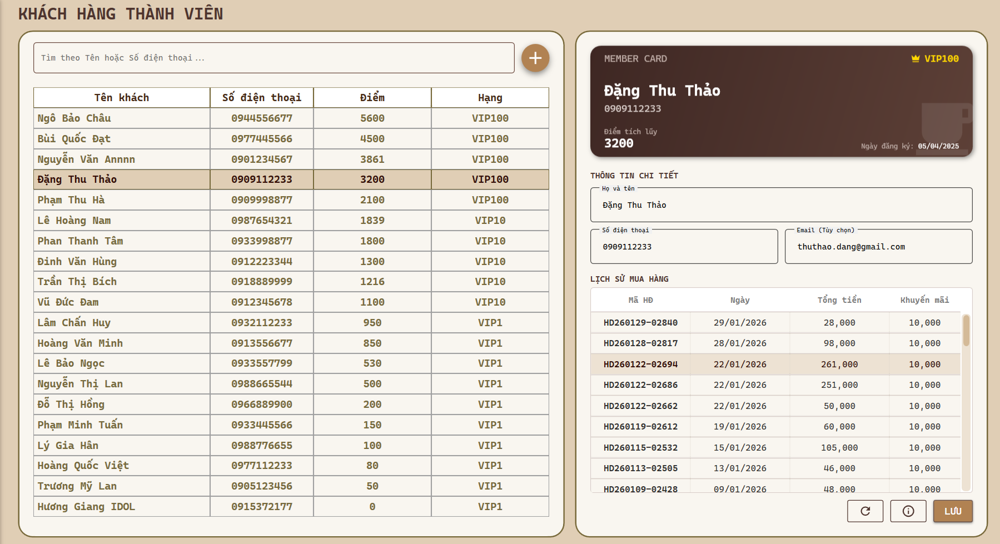 KHÁCH HÀNG THÀNH VIÊN
Tìm theo Tên hoặc Số điện thoại...
Tên khách Số điện thoại Điểm Hạng
Ngô Bảo Châu 0944556677 5600 VIP100
Bùi Quốc Đạt 0977445566 4500 VIP100
Nguyễn Văn Annnn 0901234567 3861 VIP100
Đặng Thu Thảo 0909112233 3200 VIP100
Phạm Thu Hà 0909998877 2100 VIP100
Lê Hoàng Nam 0987654321 1839 VIP10
Phan Thanh Tâm 0933998877 1800 VIP10
Đinh Văn Hùng 0912223344 1300 VIP10
Trần Thị Bích 0918889999 1216 VIP10
Vũ Đức Đam 0912345678 1100 VIP10
Lâm Chấn Huy 0932112233 950 VIP1
Hoàng Văn Minh 0913556677 850 VIP1
Lê Bảo Ngọc 0933557799 530 VIP1
Nguyễn Thị Lan 0988665544 500 VIP1
Đỗ Thị Hồng 0966889900 200 VIP1
Phạm Minh Tuấn 0933445566 150 VIP1
Lý Gia Hân 0988776655 100 VIP1
Hoàng Quốc Việt 0977112233 80 VIP1
Trương Mỹ Lan 0905123456 50 VIP1
Hương Giang IDOL 0915372177 0 VIP1
MEMBER CARD VIP100
Đặng Thu Thảo
0909112233
Điểm tích lũy
3200
Ngày đăng ký: 05/04/2025
THÔNG TIN CHI TIẾT
Họ và tên
Đặng Thu Thảo
Số điện thoại
0909112233
Email (Tùy chọn)
thuthao.dang@gmail.com
LỊCH SỬ MUA HÀNG
Mã HĐ Ngày Tổng tiền Khuyến mãi
HD260129-02840 29/01/2026 28,000 10,000
HD260128-02817 28/01/2026 98,000 10,000
HD260122-02694 22/01/2026 261,000 10,000
HD260122-02686 22/01/2026 251,000 10,000
HD260122-02662 22/01/2026 50,000 10,000
HD260119-02612 19/01/2026 60,000 10,000
HD260115-02532 15/01/2026 105,000 10,000
HD260113-02505 13/01/2026 46,000 10,000
HD260109-02428 09/01/2026 48,000 10,000
LƯU